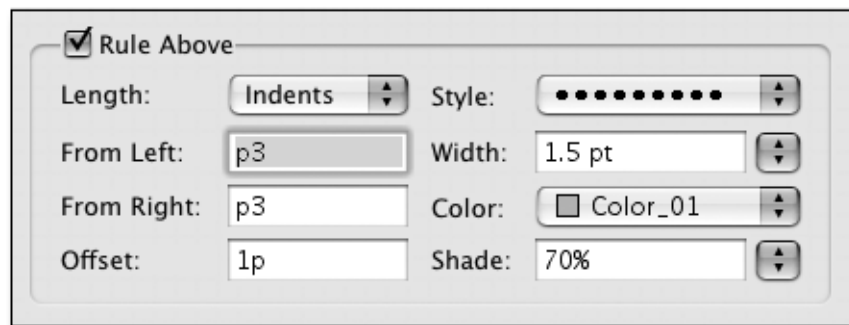 Rule Above
Length: Indents Style:
From Left: p3 Width: 1.5 pt
From Right: p3 Color: Color_01
Offset: 1p Shade: 70%